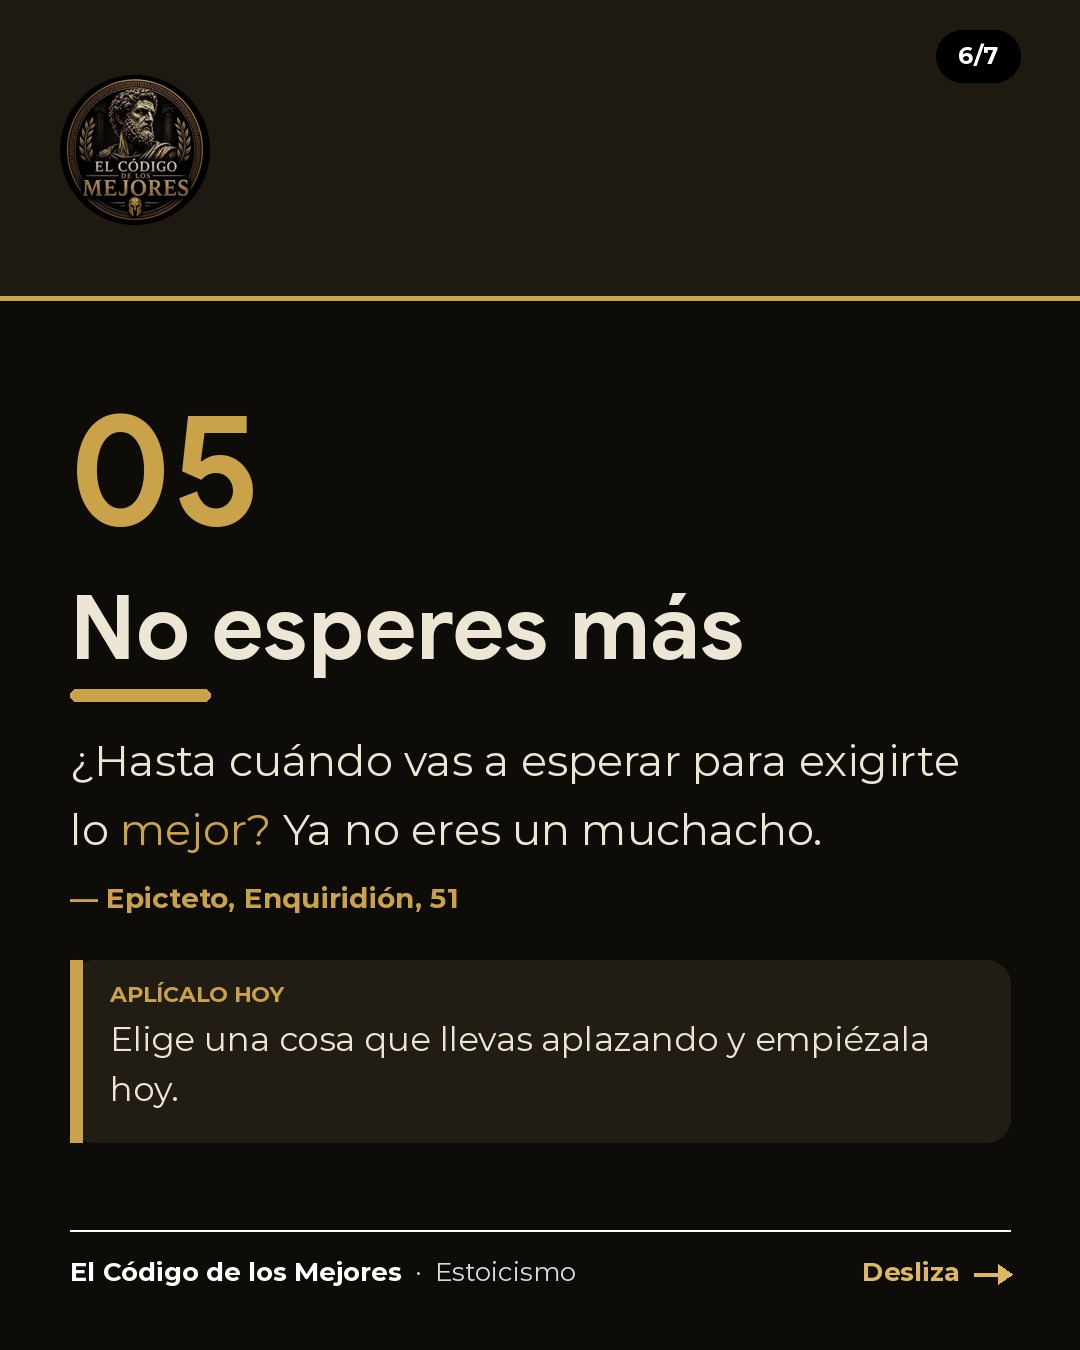 6/7
EL CÓDIGO
DE LOS
MEJORES
05
No esperes más
¿Hasta cuándo vas a esperar para exigirte
lo mejor? Ya no eres un muchacho.
— Epicteto, Enquiridión, 51
APLÍCALO HOY
Elige una cosa que llevas aplazando y empiézala
hoy.
El Código de los Mejores · Estoicismo
Desliza